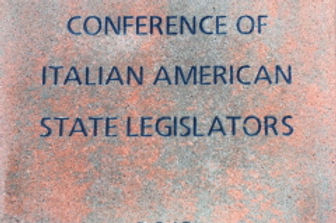 CONFERENCE OF
ITALIAN AMERICAN
STATE LEGISLATORS